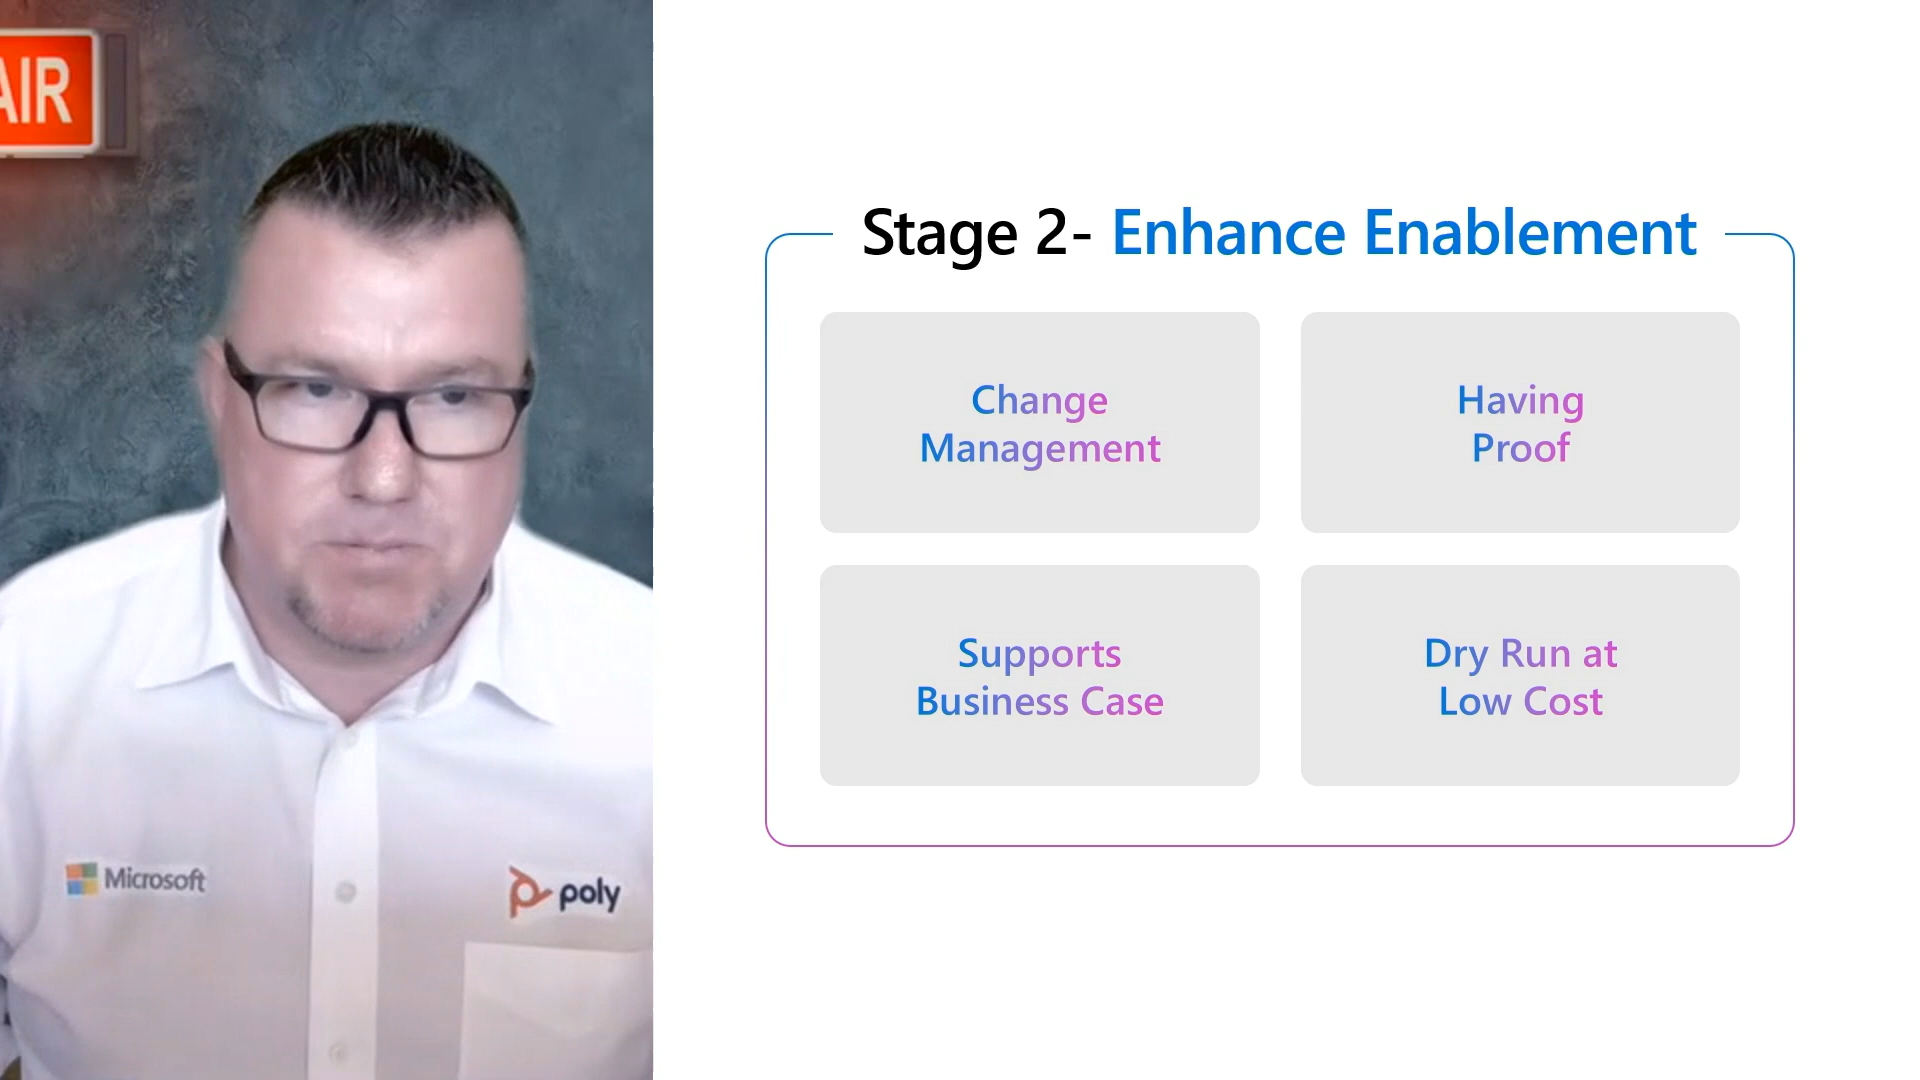 AIR
Microsoft
poly
Stage 2- Enhance Enablement
Change
Management
Having
Proof
Supports
Business Case
Dry Run at
Low Cost